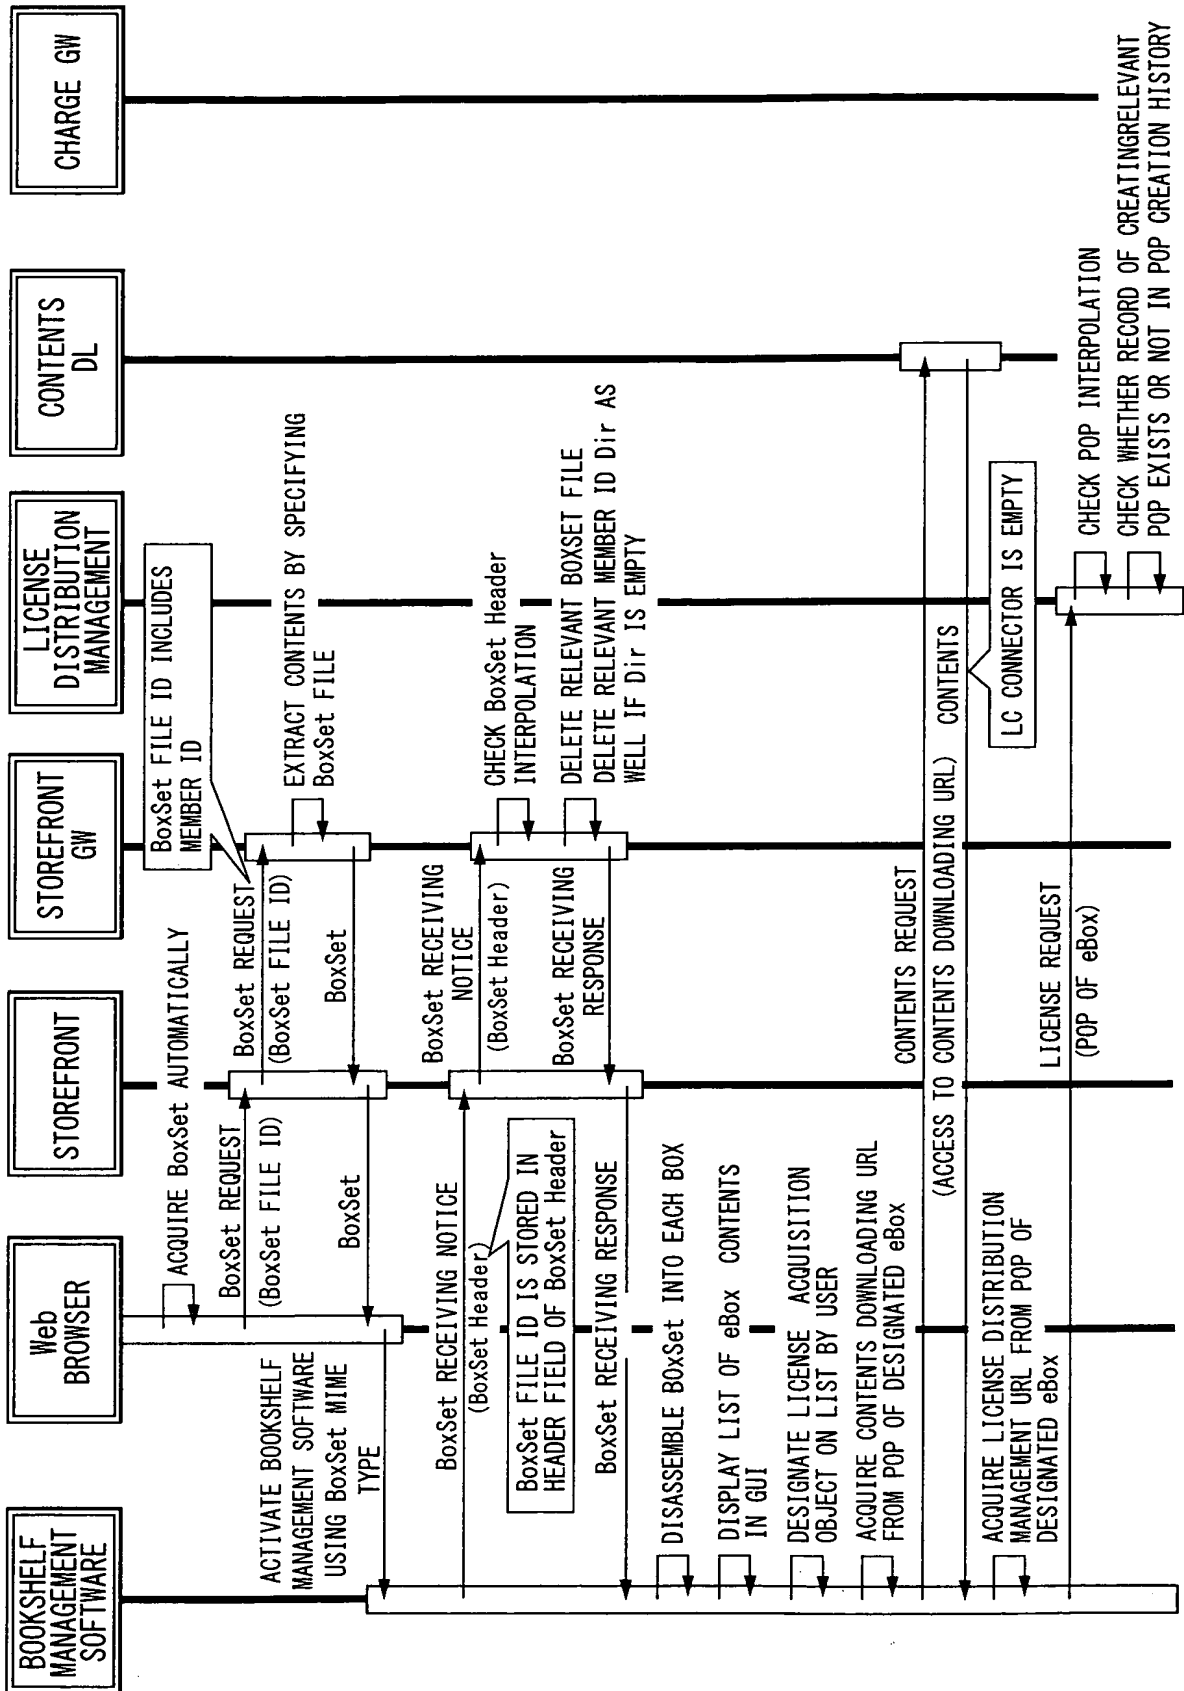 BOOKSHELF
MANAGEMENT
SOFTWARE
Web
BROWSER
STOREFRONT
STOREFRONT
GW
LICENSE
DISTRIBUTION
MANAGEMENT
CONTENTS
DL
CHARGE GW
ACQUIRE BoxSet AUTOMATICALLY
BoxSet FILE ID INCLUDES
MEMBER ID
BoxSet REQUEST
(BoxSet FILE ID)
BoxSet REQUEST
(BoxSet FILE ID)
EXTRACT CONTENTS BY SPECIFYING
BoxSet FILE
BoxSet
BoxSet
ACTIVATE BOOKSHELF
MANAGEMENT SOFTWARE
USING BoxSet MIME
TYPE
BoxSet RECEIVING NOTICE
(BoxSet Header)
BoxSet RECEIVING
NOTICE
(BoxSet Header)
CHECK BoxSet Header
INTERPOLATION
BoxSet FILE ID IS STORED IN
HEADER FIELD OF BoxSet Header
DELETE RELEVANT BOXSET FILE
DELETE RELEVANT MEMBER ID Dir AS
WELL IF Dir IS EMPTY
BoxSet RECEIVING
RESPONSE
BoxSet RECEIVING RESPONSE
DISASSEMBLE BOxSet INTO EACH BOX
DISPLAY LIST OF eBox CONTENTS
IN GUI
DESIGNATE LICENSE ACQUISITION
OBJECT ON LIST BY USER
ACQUIRE CONTENTS DOWNLOADING URL
FROM POP OF DESIGNATED eBox
CONTENTS REQUEST
(ACCESS TO CONTENTS DOWNLOADING URL)
CONTENTS
LC CONNECTOR IS EMPTY
ACQUIRE LICENSE DISTRIBUTION
MANAGEMENT URL FROM POP OF
DESIGNATED eBox
LICENSE REQUEST
(POP OF eBox)
CHECK POP INTERPOLATION
CHECK WHETHER RECORD OF CREATINGRELEVANT
POP EXISTS OR NOT IN POP CREATION HISTORY